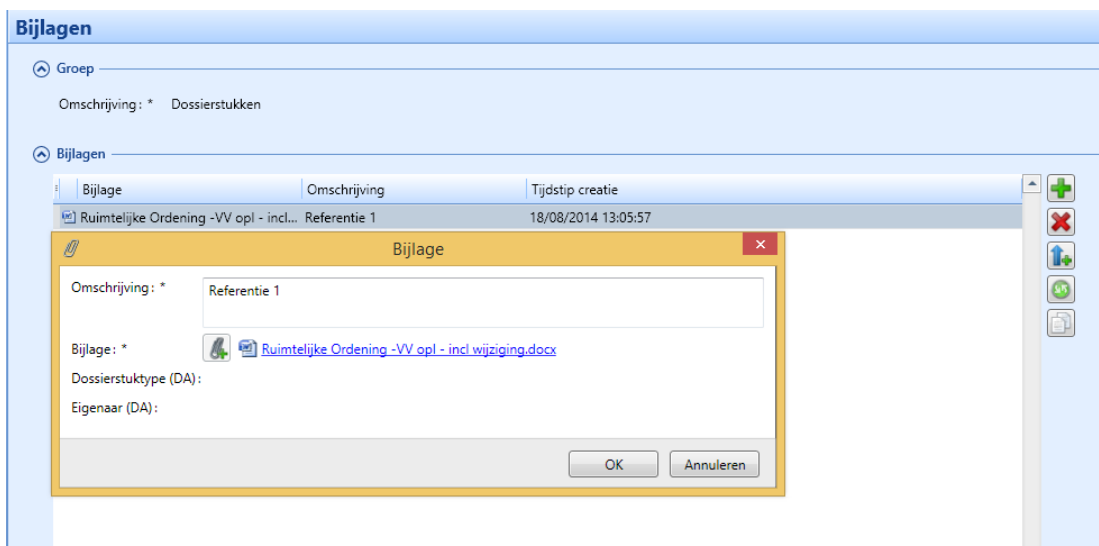 Bijlagen
Groep
Omschrijving: * Dossierstukken
Bijlagen
Bijlage Omschrijving Tijdstip creatie
Ruimtelijke Ordening -VV opl - incl... Referentie 1 18/08/2014 13:05:57
Bijlage
Omschrijving: * Referentie 1
Bijlage: * Ruimtelijke Ordening -VV opl - incl wijziging.docx
Dossierstuktype (DA):
Eigenaar (DA):
OK Annuleren